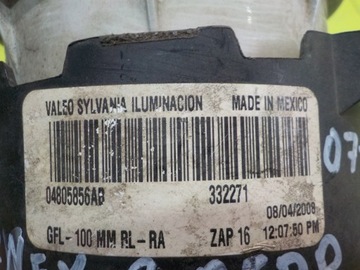 VALEO SYLVANIA ILUMINACION MADE IN MEXICO
04805856AB 332271
08/04/2008
GFL-100 MM RL-RA ZAP 16 12:07:50 PM
07-